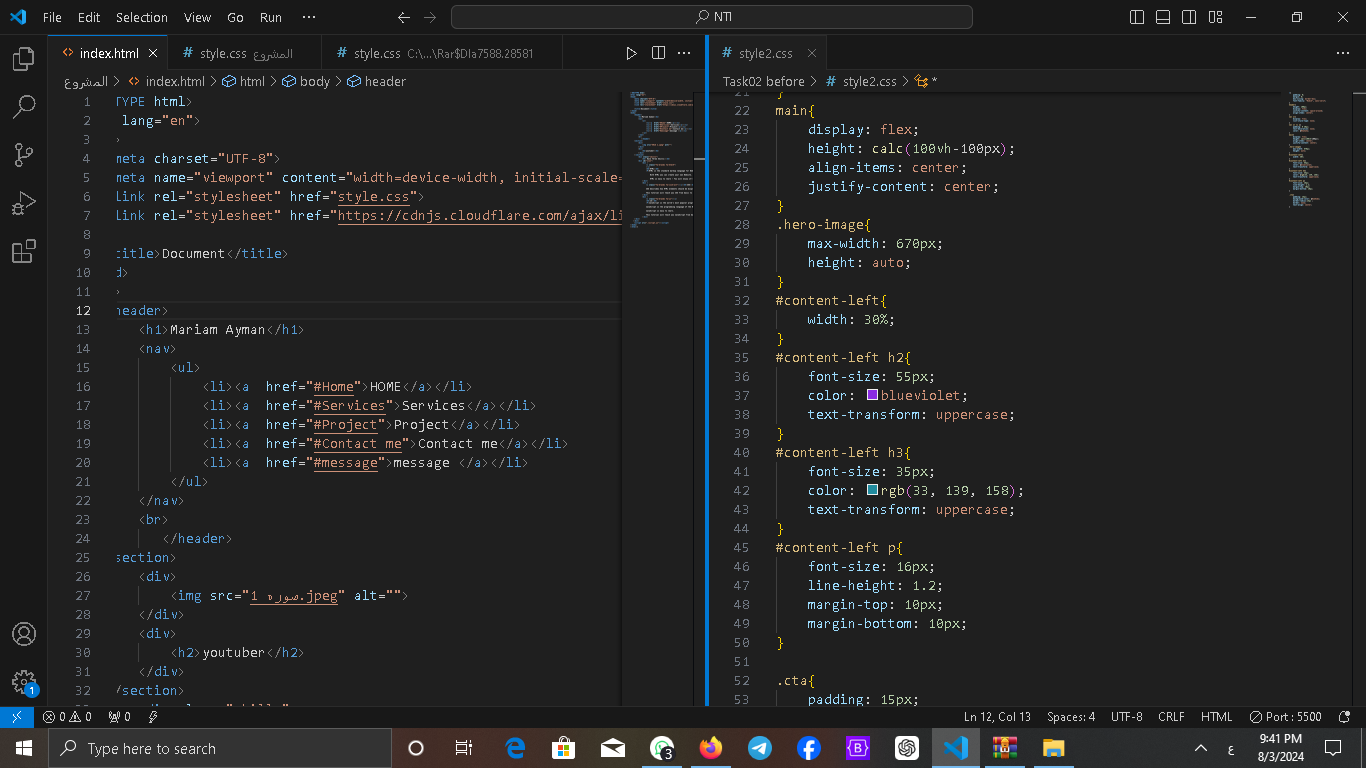 File Edit Selection View Go Run ··· NTI
index.html style.css المشروع style.css C:\...\Rar$DIa7588.28581
المشروع > index.html > html > body > header
1 TYPE html>
2 lang="en">
3 >
4 meta charset="UTF-8">
5 meta name="viewport" content="width=device-width, initial-scale=
6 link rel="stylesheet" href="style.css">
7 link rel="stylesheet" href="https://cdnjs.cloudflare.com/ajax/li
8
9 title>Document</title>
10 d>
11 >
12 header>
13 <h1>Mariam Ayman</h1>
14 <nav>
15 <ul>
16 <li><a  href="#Home">HOME</a></li>
17 <li><a  href="#Services">Services</a></li>
18 <li><a  href="#Project">Project</a></li>
19 <li><a  href="#Contact me">Contact me</a></li>
20 <li><a  href="#message">message </a></li>
21 </ul>
22 </nav>
23 <br>
24 </header>
25 section>
26 <div>
27 <img src="صوره 1.jpeg" alt="">
28 </div>
29 <div>
30 <h2>youtuber</h2>
31 </div>
32 /section>
style2.css
Task02 before > # style2.css > *
21 }
22 main{
23 display: flex;
24 height: calc(100vh-100px);
25 align-items: center;
26 justify-content: center;
27 }
28 .hero-image{
29 max-width: 670px;
30 height: auto;
31 }
32 #content-left{
33 width: 30%;
34 }
35 #content-left h2{
36 font-size: 55px;
37 color: blueviolet;
38 text-transform: uppercase;
39 }
40 #content-left h3{
41 font-size: 35px;
42 color: rgb(33, 139, 158);
43 text-transform: uppercase;
44 }
45 #content-left p{
46 font-size: 16px;
47 line-height: 1.2;
48 margin-top: 10px;
49 margin-bottom: 10px;
50 }
51
52 .cta{
53 padding: 15px;
1
0 0 0 Ln 12, Col 13 Spaces: 4 UTF-8 CRLF HTML Port : 5500
Type here to search 3 ع 9:41 PM
8/3/2024